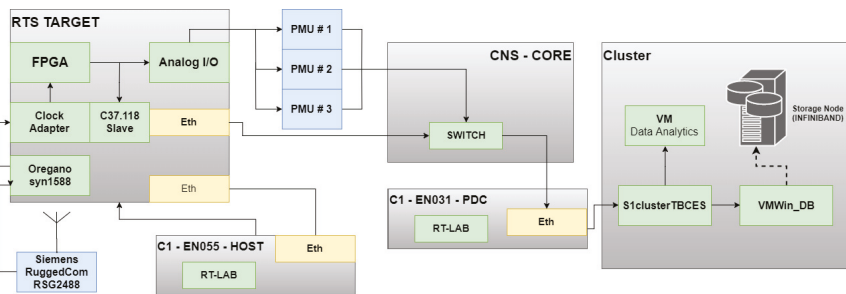 RTS TARGET
FPGA
Analog I/O
Clock
Adapter
C37.118
Slave
Eth
Oregano
syn1588
Eth
Siemens
RuggedCom
RSG2488
C1 - EN055 - HOST
Eth
RT-LAB
PMU # 1
PMU # 2
PMU # 3
CNS - CORE
SWITCH
C1 - EN031 - PDC
RT-LAB
Eth
Cluster
VM
Data Analytics
Storage Node
(INFINIBAND)
S1clusterTBCES
VMWin_DB